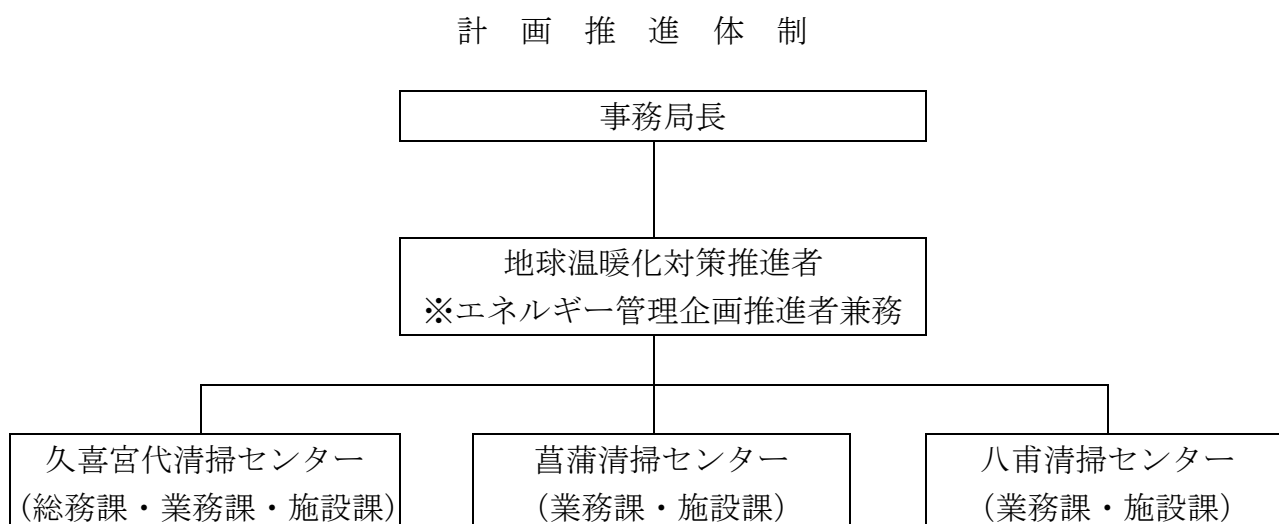 計画推進体制
事務局長
地球温暖化対策推進者
※エネルギー管理企画推進者兼務
久喜宮代清掃センター
(総務課・業務課・施設課)
菖蒲清掃センター
(業務課・施設課)
八甫清掃センター
(業務課・施設課)